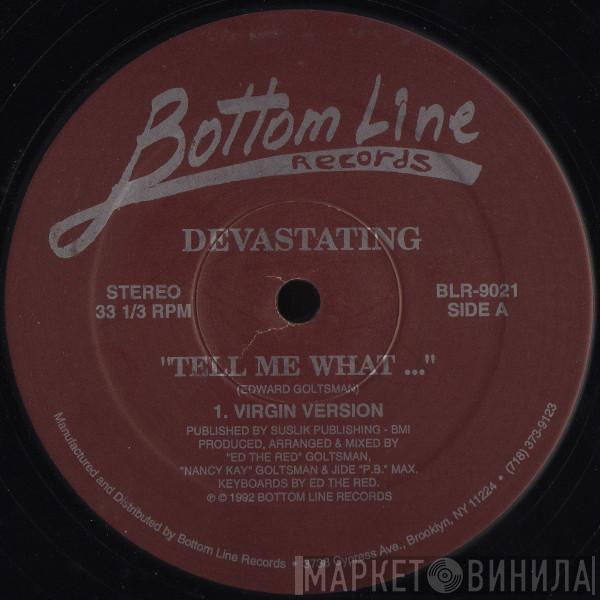 Bottom Line
Records
DEVASTATING
STEREO
33 1/3 RPM
BLR-9021
SIDE A
"TELL ME WHAT ..."
(EDWARD GOLTSMAN)
1. VIRGIN VERSION
PUBLISHED BY SUSLIK PUBLISHING - BMI
PRODUCED, ARRANGED & MIXED BY
"ED THE RED" GOLTSMAN,
"NANCY KAY" GOLTSMAN & JIDE "P.B." MAX.
KEYBOARDS BY ED THE RED.
℗ © 1992 BOTTOM LINE RECORDS
Manufactured and Distributed by Bottom Line Records • 3738 Cypress Ave., Brooklyn, NY 11224 • (718) 373-9123
МАРКЕТ ВИНИЛА